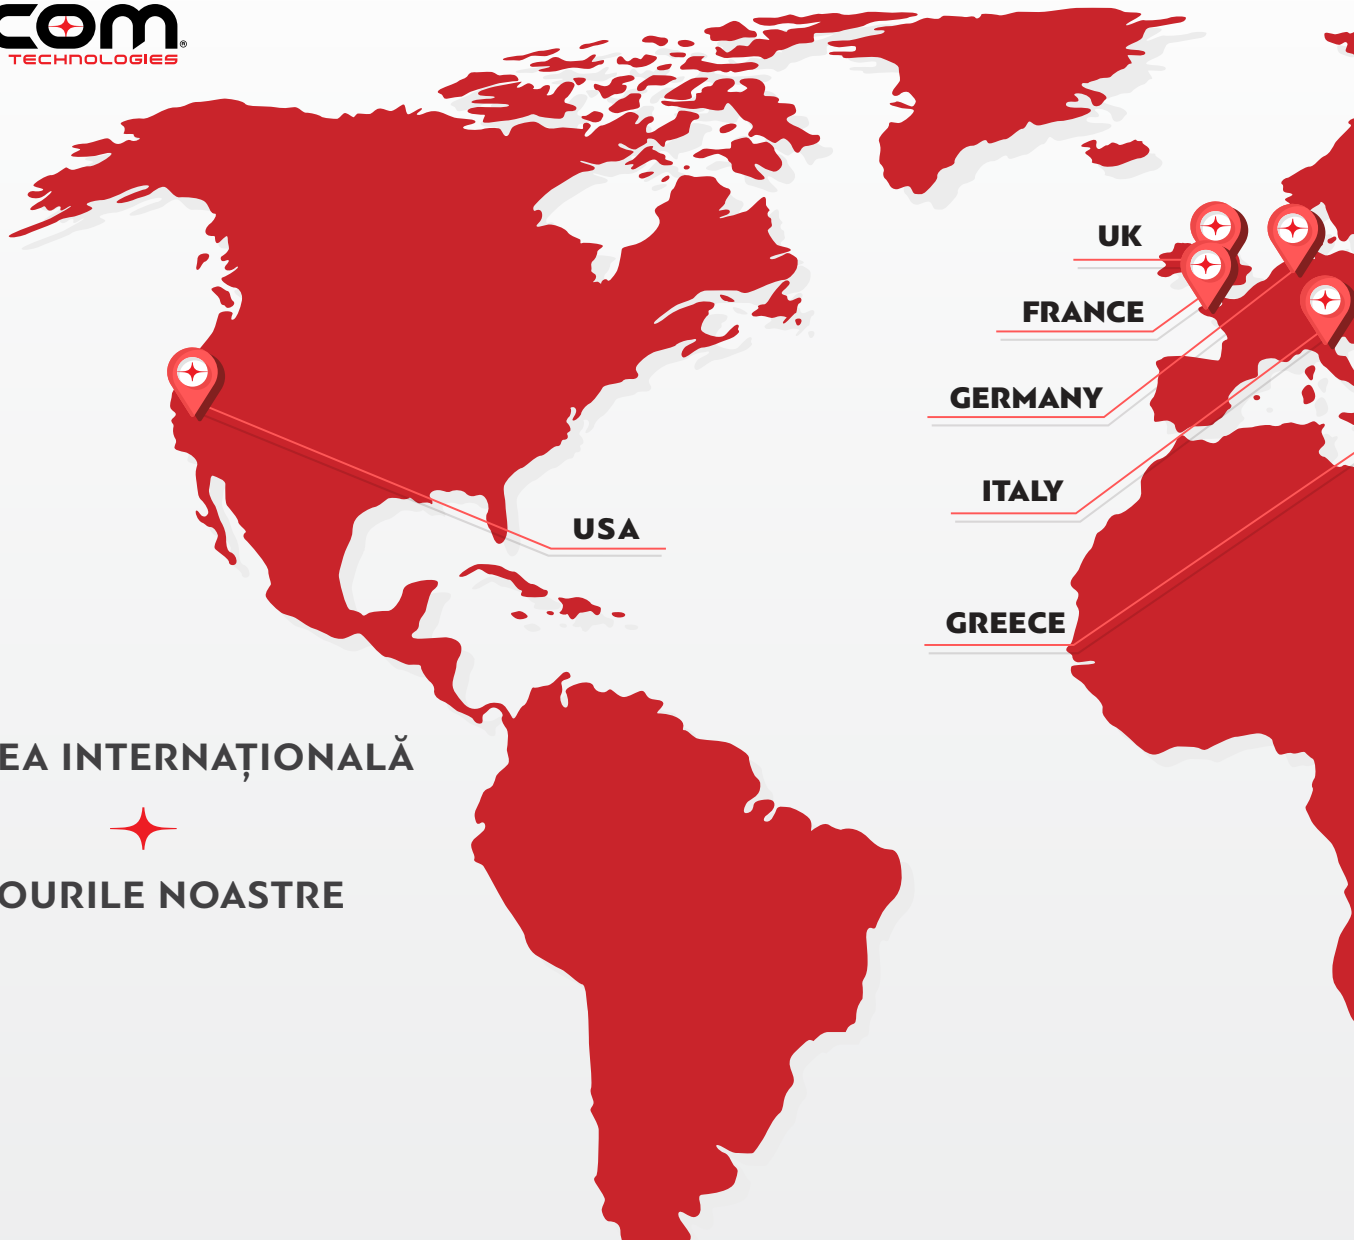 COM
TECHNOLOGIES
UK
FRANCE
GERMANY
ITALY
USA
GREECE
EA INTERNAȚIONALĂ
OURILE NOASTRE